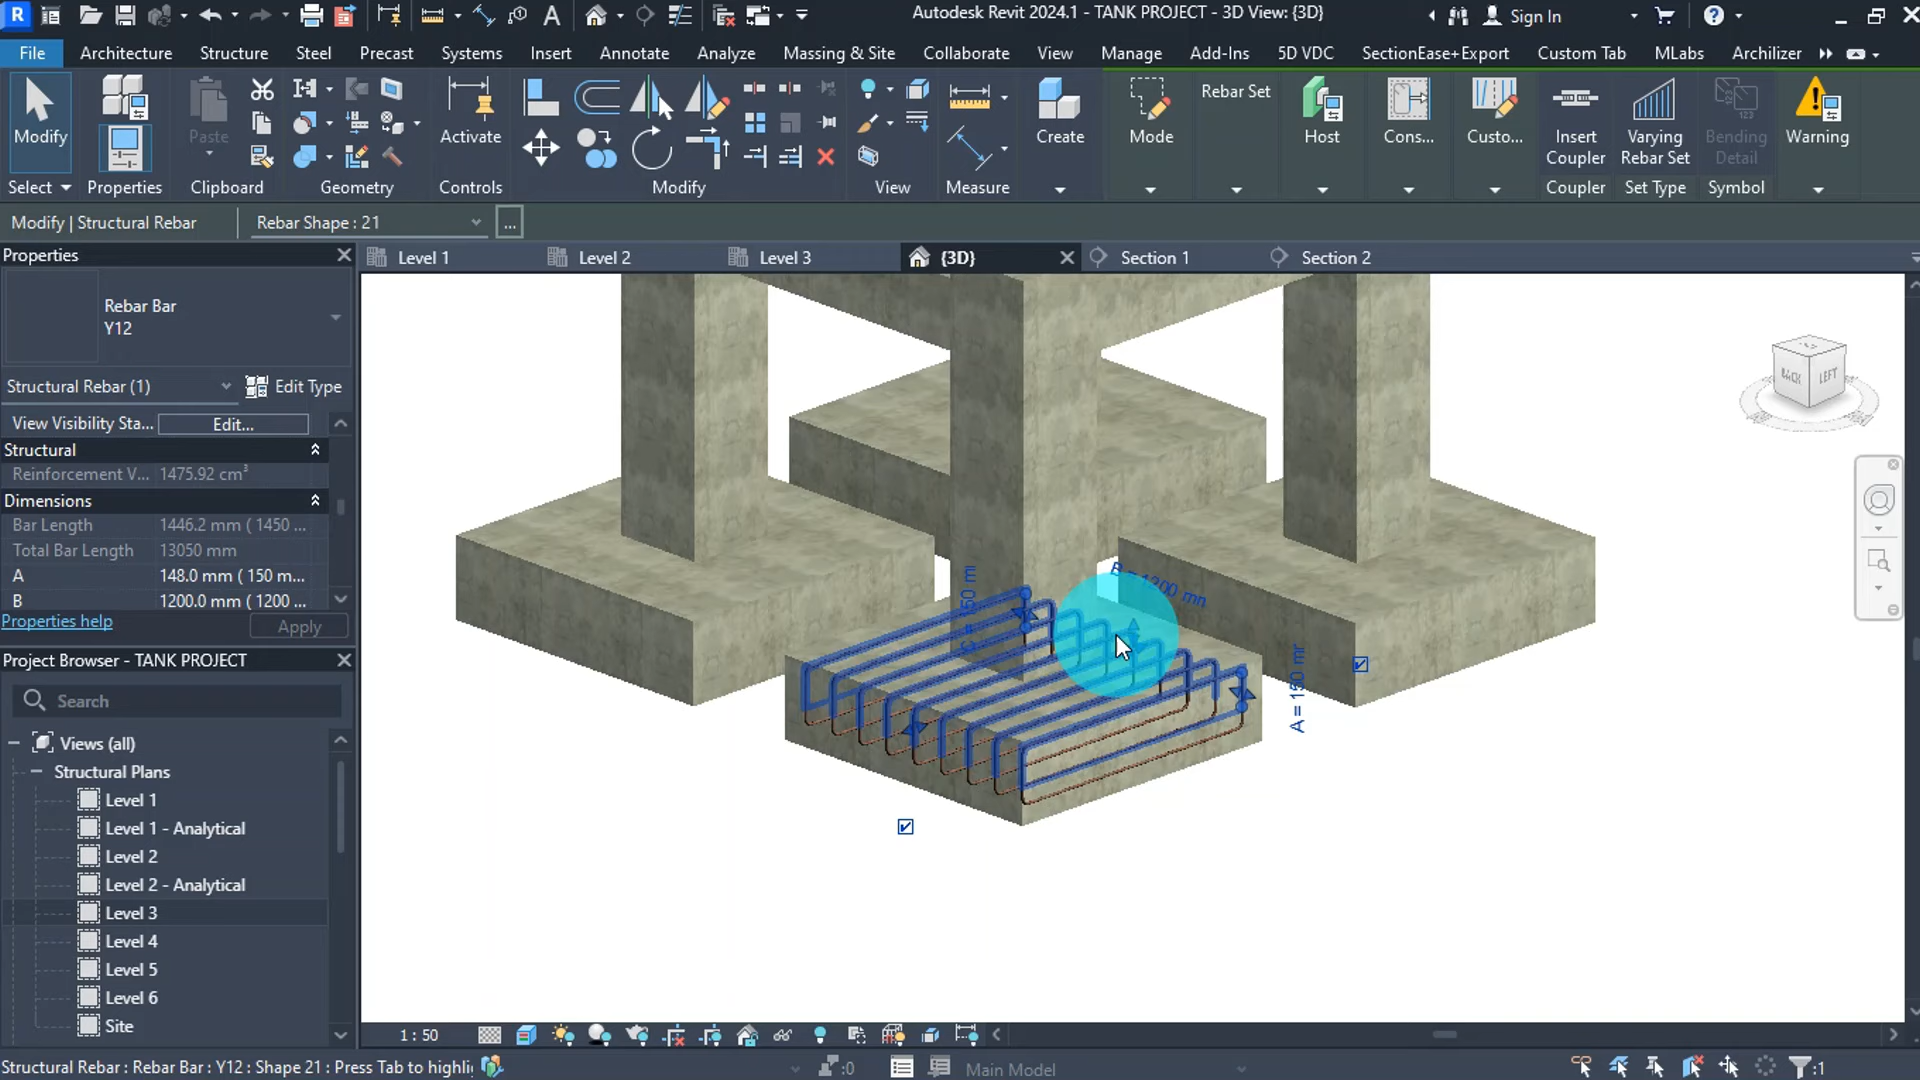 R Autodesk Revit 2024.1 - TANK PROJECT - 3D View: {3D} Sign In
File Architecture Structure Steel Precast Systems Insert Annotate Analyze Massing & Site Collaborate View Manage Add-Ins 5D VDC SectionEase+Export Custom Tab MLabs Archilizer
Modify Paste Activate Create Mode Rebar Set Host Cons... Custo... Insert Coupler Varying Rebar Set Bending Detail Warning
Select Properties Clipboard Geometry Controls Modify View Measure Coupler Set Type Symbol
Modify | Structural Rebar Rebar Shape : 21 ...
Properties Level 1 Level 2 Level 3 {3D} Section 1 Section 2
Rebar Bar
Y12
Structural Rebar (1) Edit Type
View Visibility Sta... Edit...
Structural
Reinforcement V... 1475.92 cm³
Dimensions
Bar Length 1446.2 mm ( 1450 ...
Total Bar Length 13050 mm
A 148.0 mm ( 150 m...
B 1200.0 mm ( 1200 ...
Properties help Apply
BACK LEFT
B = 1200 mn
A = 150 mr
Project Browser - TANK PROJECT
Search
Views (all)
Structural Plans
Level 1
Level 1 - Analytical
Level 2
Level 2 - Analytical
Level 3
Level 4
Level 5
Level 6
Site
1 : 50
Structural Rebar : Rebar Bar : Y12 : Shape 21 : Press Tab to highli :0 Main Model :1